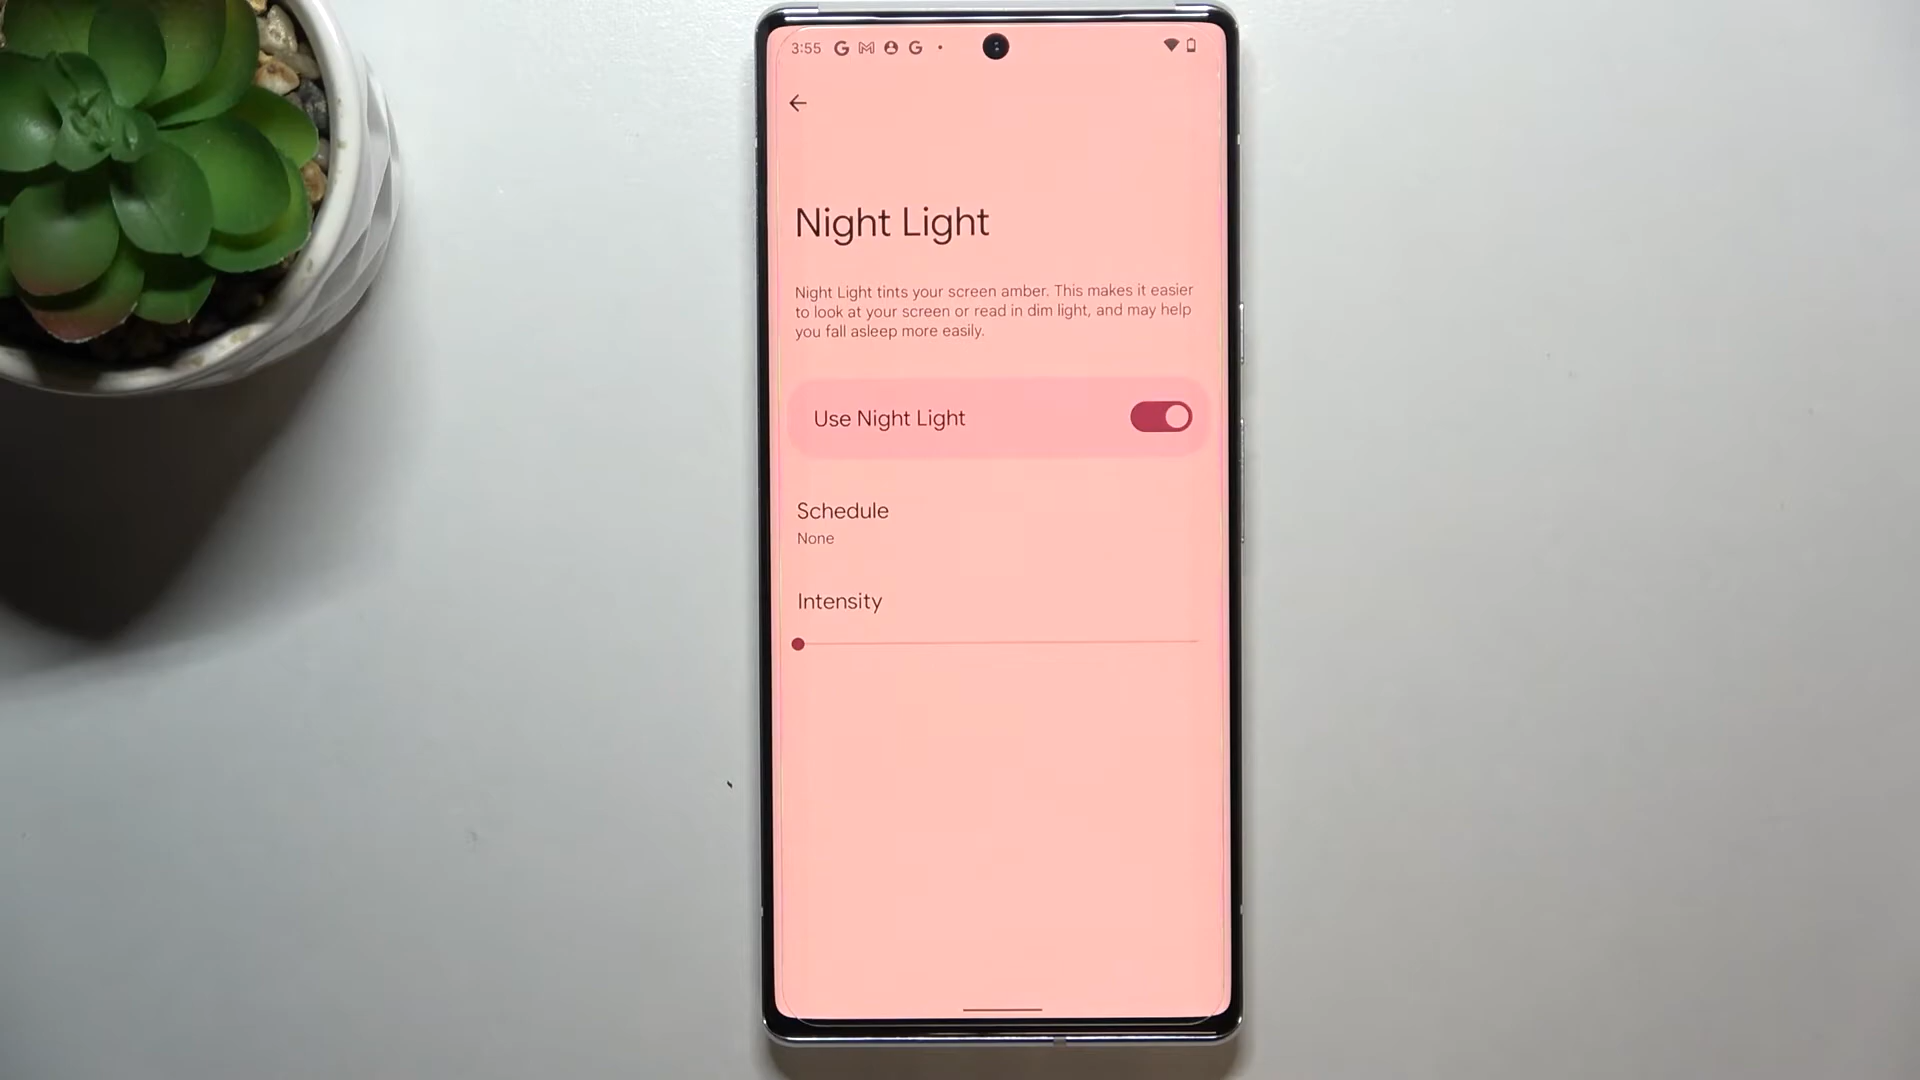 3:55
Night Light
Night Light tints your screen amber. This makes it easier
to look at your screen or read in dim light, and may help
you fall asleep more easily.
Use Night Light
Schedule
None
Intensity